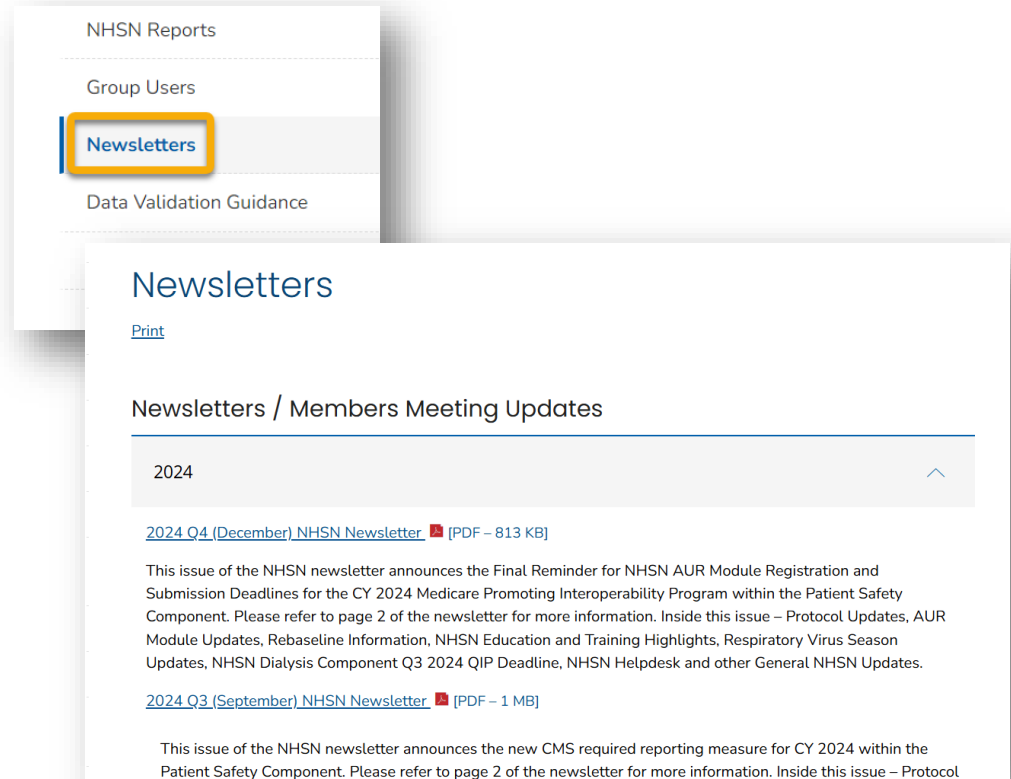 NHSN Reports
Group Users
Newsletters
Data Validation Guidance
Newsletters
Print
Newsletters / Members Meeting Updates
2024
2024 Q4 (December) NHSN Newsletter [PDF – 813 KB]
This issue of the NHSN newsletter announces the Final Reminder for NHSN AUR Module Registration and
Submission Deadlines for the CY 2024 Medicare Promoting Interoperability Program within the Patient Safety
Component. Please refer to page 2 of the newsletter for more information. Inside this issue – Protocol Updates, AUR
Module Updates, Rebaseline Information, NHSN Education and Training Highlights, Respiratory Virus Season
Updates, NHSN Dialysis Component Q3 2024 QIP Deadline, NHSN Helpdesk and other General NHSN Updates.
2024 Q3 (September) NHSN Newsletter [PDF – 1 MB]
This issue of the NHSN newsletter announces the new CMS required reporting measure for CY 2024 within the
Patient Safety Component. Please refer to page 2 of the newsletter for more information. Inside this issue – Protocol